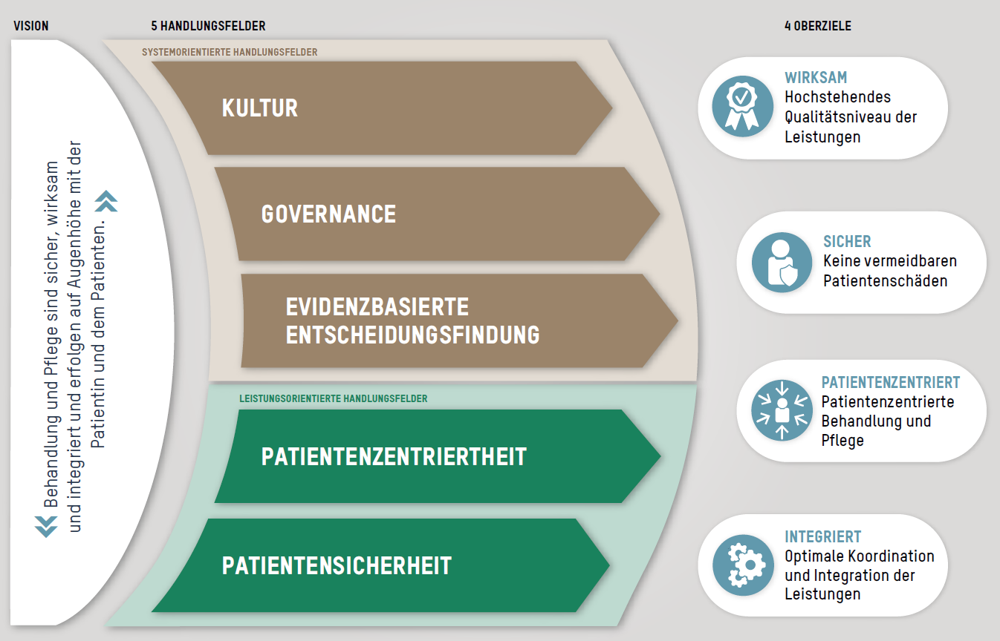 VISION
5 HANDLUNGSFELDER
4 OBERZIELE
Behandlung und Pflege sind sicher, wirksam
und integriert und erfolgen auf Augenhöhe mit der
Patientin und dem Patienten.
SYSTEMORIENTIERTE HANDLUNGSFELDER
KULTUR
GOVERNANCE
EVIDENZBASIERTE
ENTSCHEIDUNGSFINDUNG
LEISTUNGSORIENTIERTE HANDLUNGSFELDER
PATIENTENZENTRIERTHEIT
PATIENTENSICHERHEIT
WIRKSAM
Hochstehendes
Qualitätsniveau der
Leistungen
SICHER
Keine vermeidbaren
Patientenschäden
PATIENTENZENTRIERT
Patientenzentrierte
Behandlung und
Pflege
INTEGRIERT
Optimale Koordination
und Integration der
Leistungen